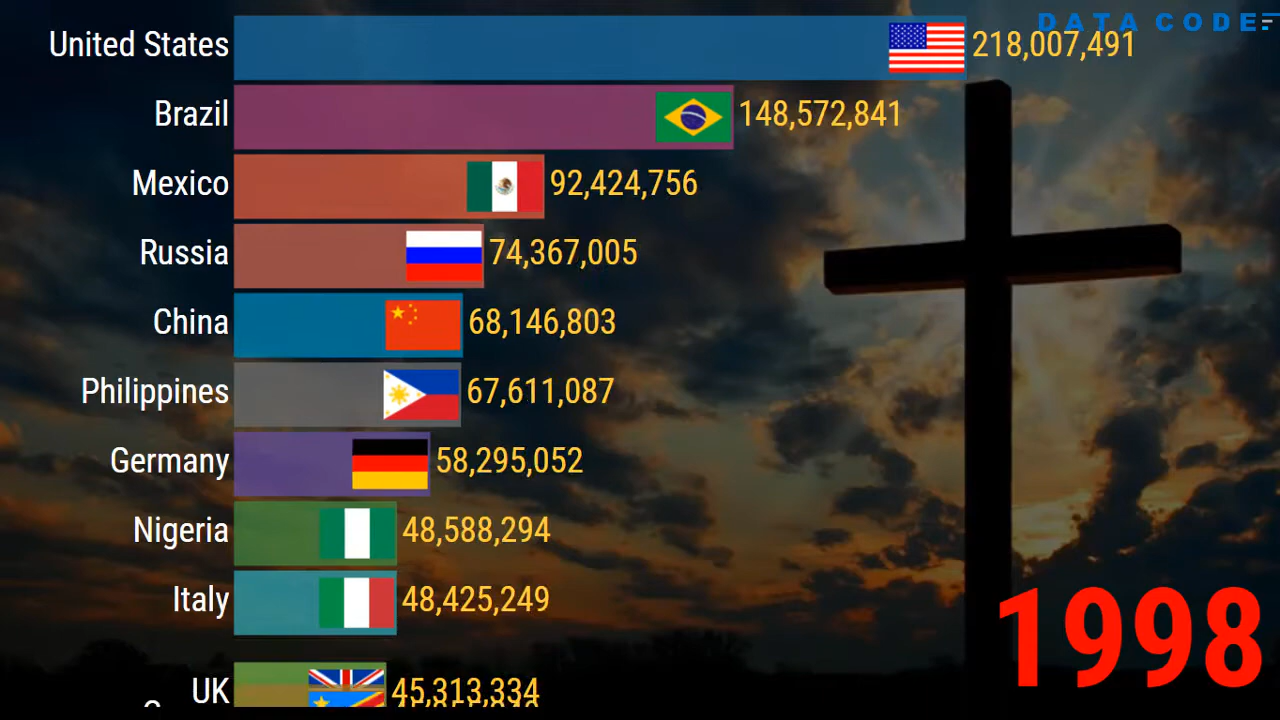 DATA CODE
United States 218,007,491
Brazil 148,572,841
Mexico 92,424,756
Russia 74,367,005
China 68,146,803
Philippines 67,611,087
Germany 58,295,052
Nigeria 48,588,294
Italy 48,425,249
UK 45,313,334
1998